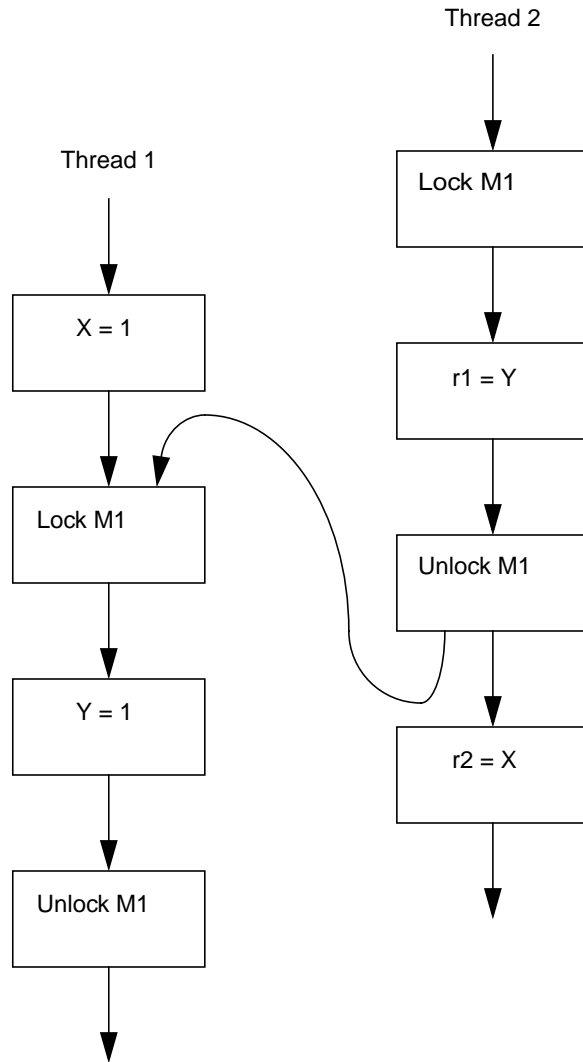 Thread 1
X = 1
Lock M1
Y = 1
Unlock M1
Thread 2
Lock M1
r1 = Y
Unlock M1
r2 = X